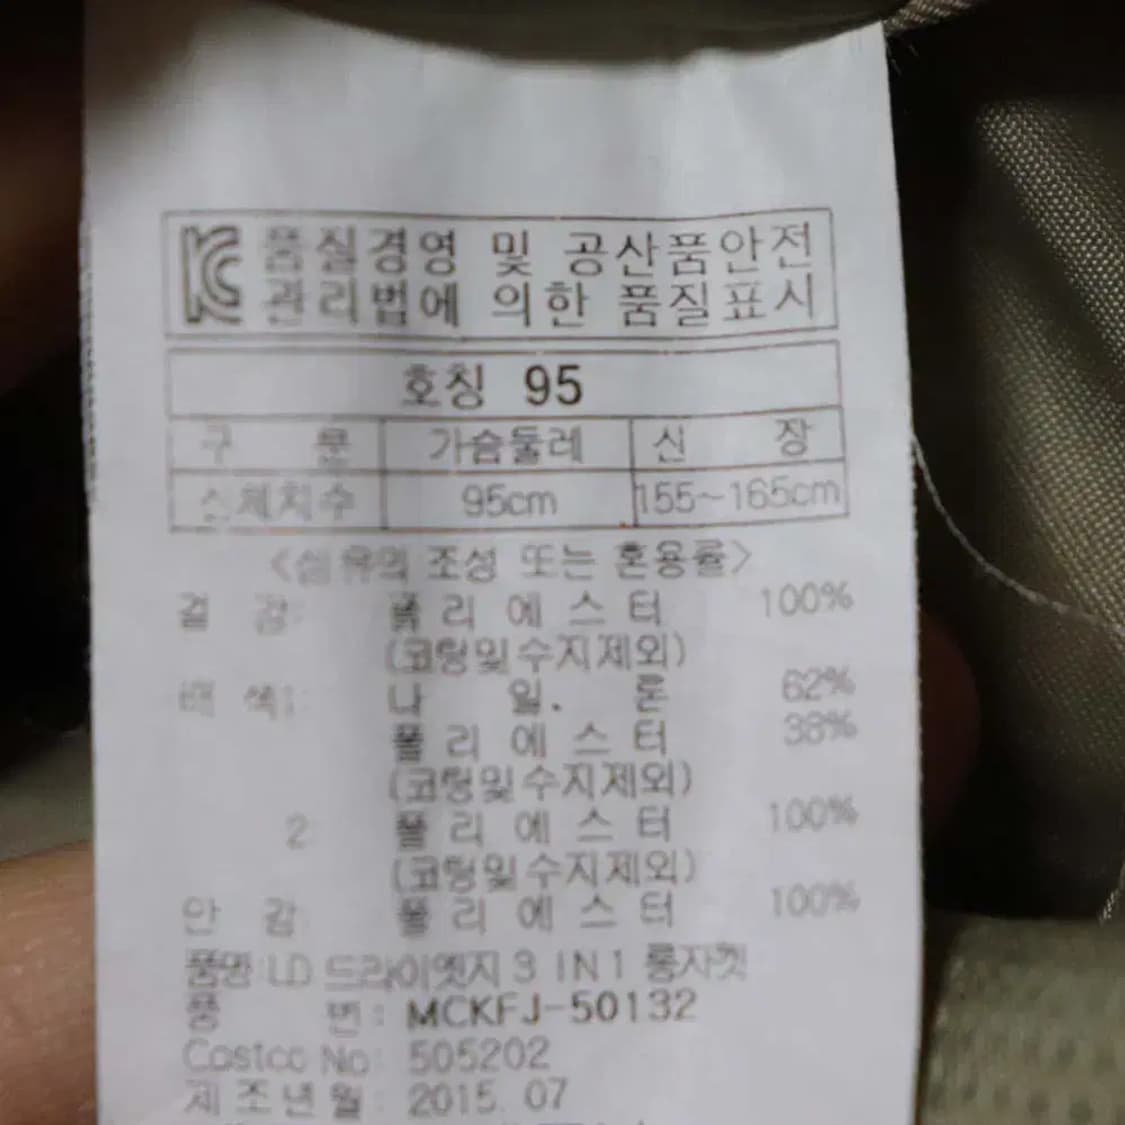 KC 품질경영 및 공산품안전
관리법에 의한 품질표시
호칭 95
구 분 가슴둘레 신 장
신체치수 95cm 155~165cm
<섬유의 조성 또는 혼용률>
겉 감: 폴 리 에 스 터 100%
(코팅및수지제외)
배 색1: 나 일. 론 62%
폴 리 에 스 터 38%
(코팅및수지제외)
2: 폴 리 에 스 터 100%
(코팅및수지제외)
안 감: 폴 리 에 스 터 100%
품명:LD 드라이엣지 3 IN 1 롱자켓
품 번: MCKFJ-50132
Costco No: 505202
제 조 년 월: 2015. 07